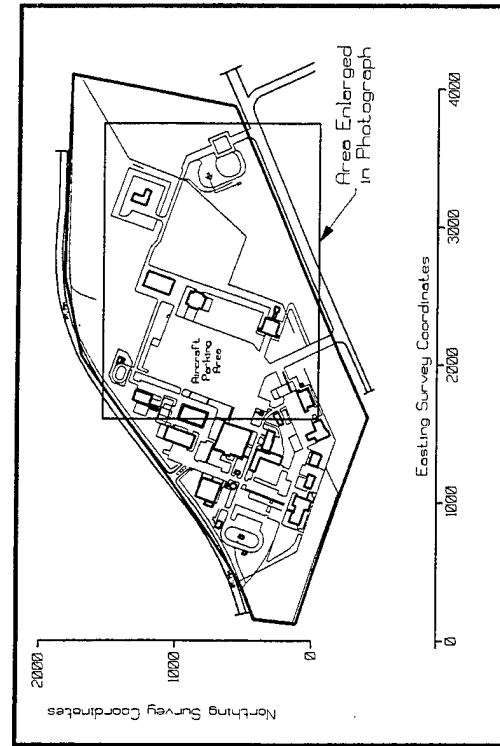 2000
1000
0
Northing Survey Coordinates
Aircraft
Parking
Area
Area Enlarged
in Photograph
0
1000
2000
3000
4000
Easting Survey Coordinates